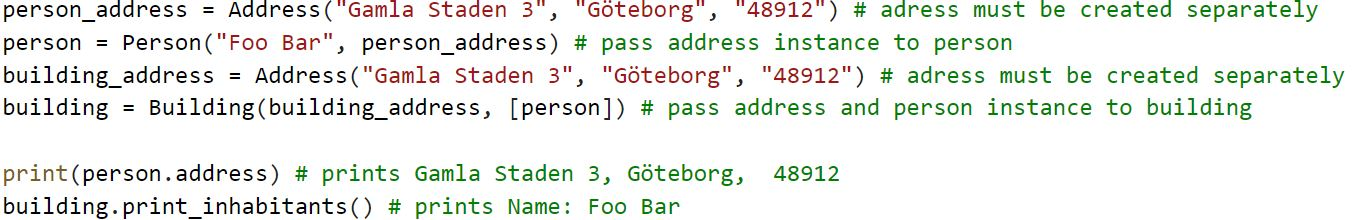 person_address = Address("Gamla Staden 3", "Göteborg", "48912") # adress must be created separately
person = Person("Foo Bar", person_address) # pass address instance to person
building_address = Address("Gamla Staden 3", "Göteborg", "48912") # adress must be created separately
building = Building(building_address, [person]) # pass address and person instance to building
print(person.address) # prints Gamla Staden 3, Göteborg,  48912
building.print_inhabitants() # prints Name: Foo Bar